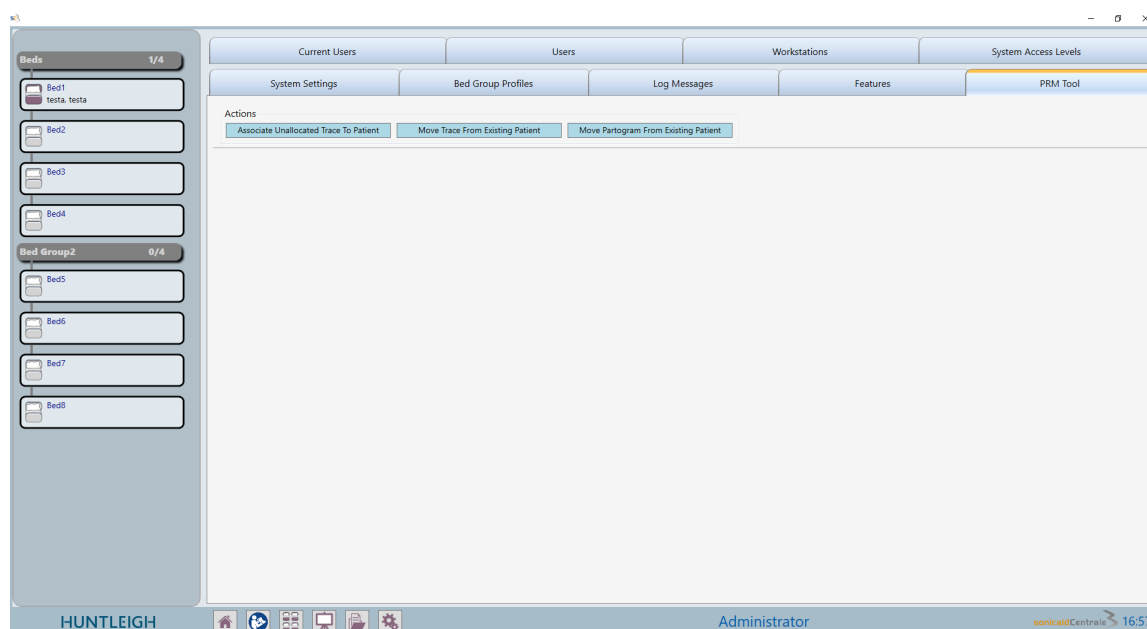 Beds 1/4
Bed1
testa, testa
Bed2
Bed3
Bed4
Bed Group2 0/4
Bed5
Bed6
Bed7
Bed8
Current Users Users Workstations System Access Levels
System Settings Bed Group Profiles Log Messages Features PRM Tool
Actions
Associate Unallocated Trace To Patient Move Trace From Existing Patient Move Partogram From Existing Patient
HUNTLEIGH Administrator sonicaidCentrale3